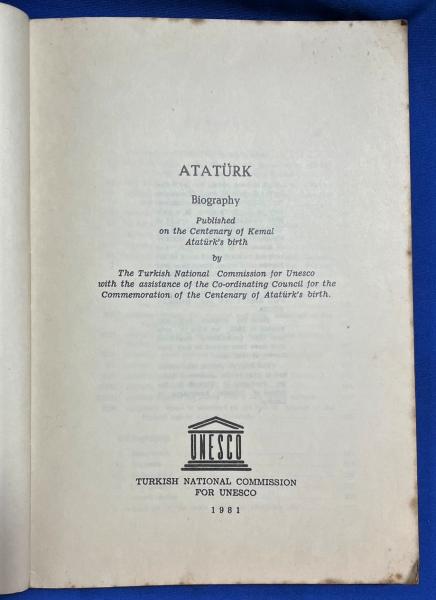 ATATÜRK
Biography
Published
on the Centenary of Kemal
Atatürk's birth
by
The Turkish National Commission for Unesco
with the assistance of the Co-ordinating Council for the
Commemoration of the Centenary of Atatürk's birth.
UNESCO
TURKISH NATIONAL COMMISSION
FOR UNESCO
1981